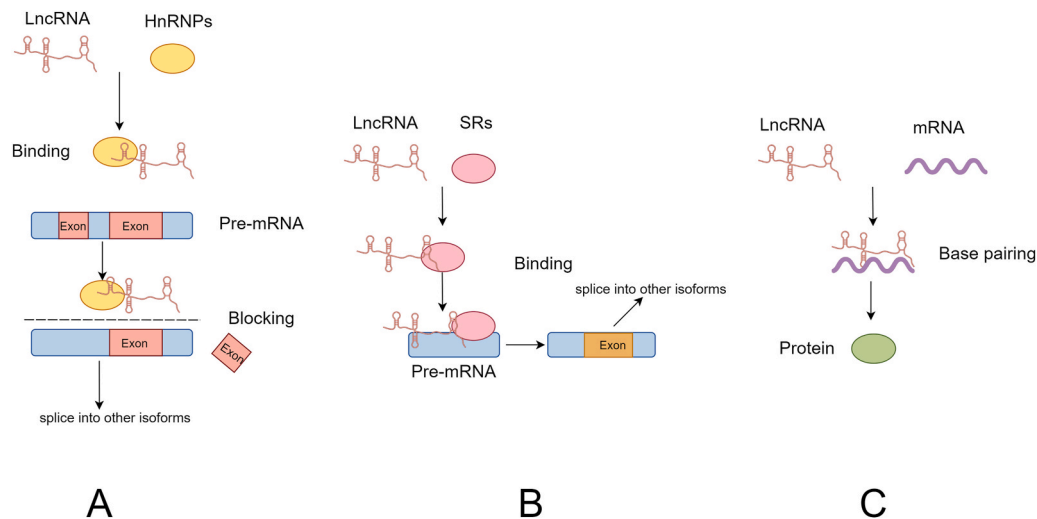 LncRNA
HnRNPs
Binding
Exon
Exon
Pre-mRNA
Blocking
Exon
Exon
splice into other isoforms
A
LncRNA
SRs
Binding
splice into other isoforms
Exon
Pre-mRNA
B
LncRNA
mRNA
Base pairing
Protein
C